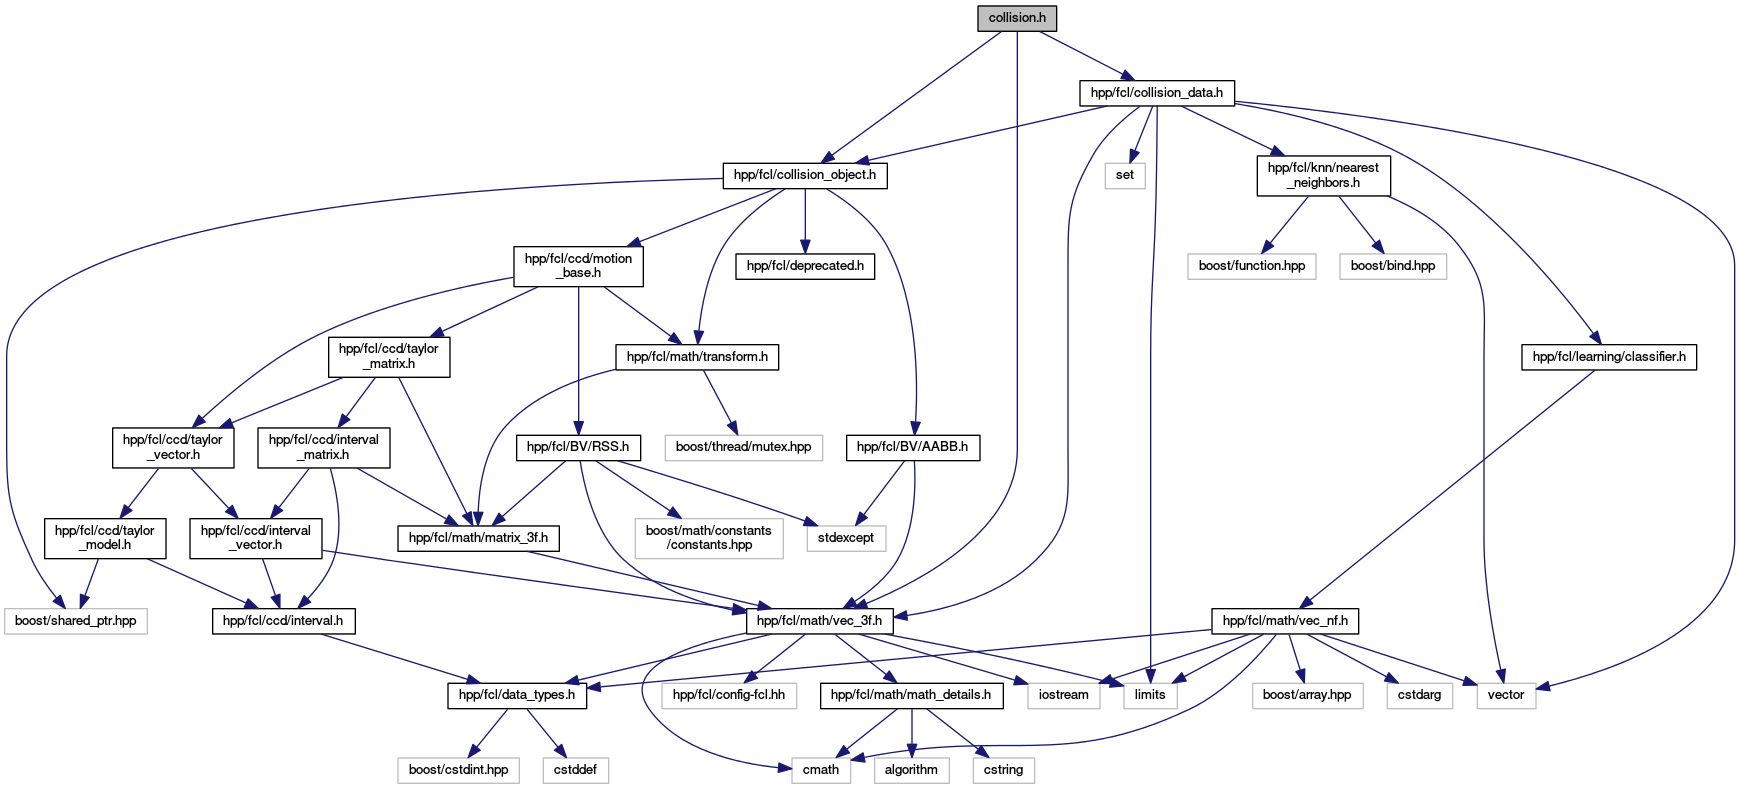 collision.h
hpp/fcl/collision_data.h
hpp/fcl/collision_object.h
set
hpp/fcl/knn/nearest
_neighbors.h
hpp/fcl/ccd/motion
_base.h
hpp/fcl/deprecated.h
boost/function.hpp
boost/bind.hpp
hpp/fcl/ccd/taylor
_matrix.h
hpp/fcl/math/transform.h
hpp/fcl/learning/classifier.h
hpp/fcl/ccd/taylor
_vector.h
hpp/fcl/ccd/interval
_matrix.h
hpp/fcl/BV/RSS.h
boost/thread/mutex.hpp
hpp/fcl/BV/AABB.h
hpp/fcl/ccd/taylor
_model.h
hpp/fcl/ccd/interval
_vector.h
hpp/fcl/math/matrix_3f.h
boost/math/constants
/constants.hpp
stdexcept
boost/shared_ptr.hpp
hpp/fcl/ccd/interval.h
hpp/fcl/math/vec_3f.h
hpp/fcl/math/vec_nf.h
hpp/fcl/data_types.h
hpp/fcl/config-fcl.hh
hpp/fcl/math/math_details.h
iostream
limits
boost/array.hpp
cstdarg
vector
boost/cstdint.hpp
cstddef
cmath
algorithm
cstring